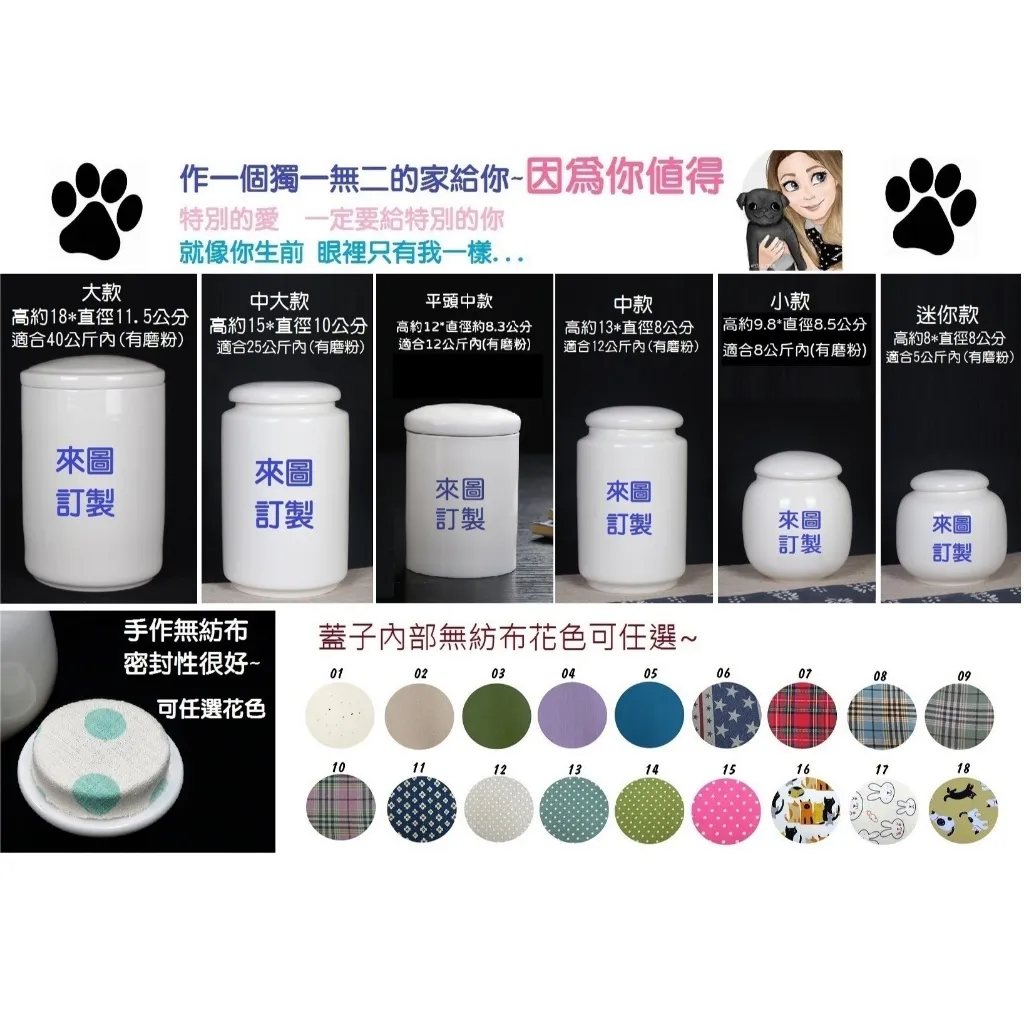 作一個獨一無二的家給你~因為你值得
特別的愛 一定要給特別的你
就像你生前 眼裡只有我一樣...
大款
高約18*直徑11.5公分
適合40公斤內(有磨粉)
來圖
訂製
中大款
高約15*直徑10公分
適合25公斤內(有磨粉)
來圖
訂製
平頭中款
高約12*直徑約8.3公分
適合12公斤內(有磨粉)
來圖
訂製
中款
高約13*直徑8公分
適合12公斤內(有磨粉)
來圖
訂製
小款
高約9.8*直徑8.5公分
適合8公斤內(有磨粉)
來圖
訂製
迷你款
高約8*直徑8公分
適合5公斤內(有磨粉)
來圖
訂製
手作無紡布
密封性很好~
可任選花色
蓋子內部無紡布花色可任選~
01 02 03 04 05 06 07 08 09
10 11 12 13 14 15 16 17 18